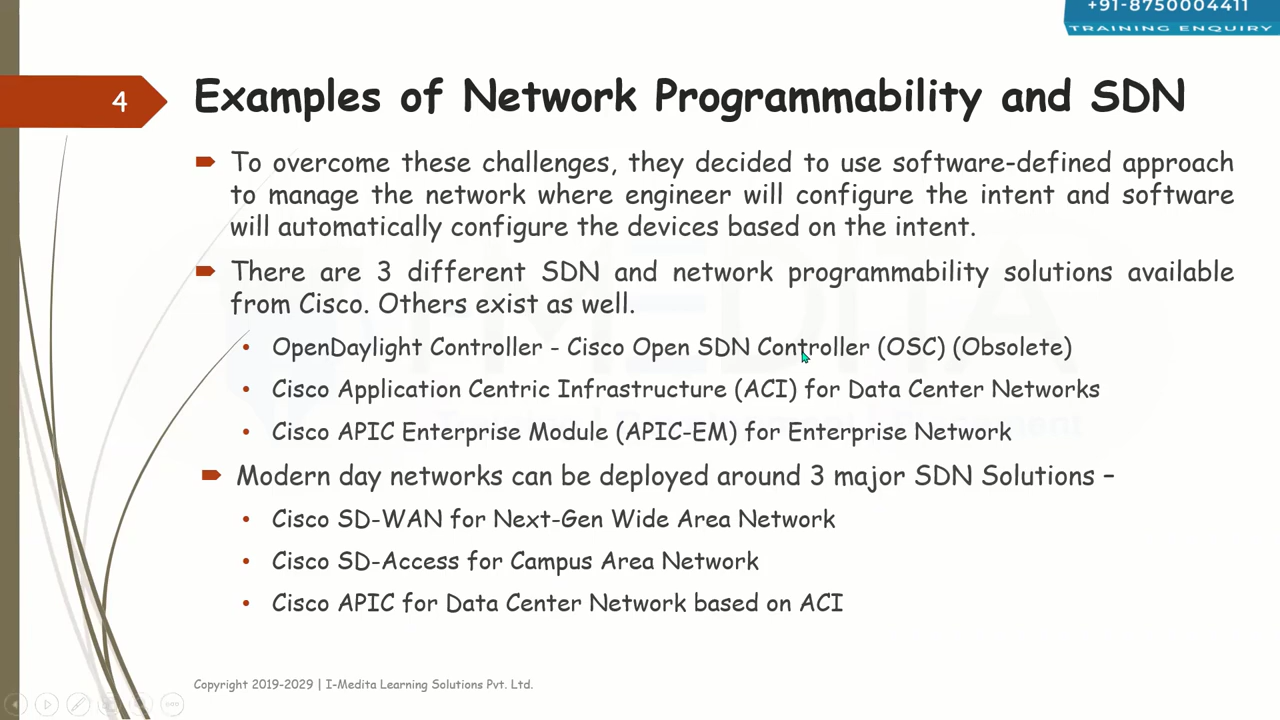 +91-8750004411
TRAINING ENQUIRY
4
Examples of Network Programmability and SDN
To overcome these challenges, they decided to use software-defined approach
to manage the network where engineer will configure the intent and software
will automatically configure the devices based on the intent.
There are 3 different SDN and network programmability solutions available
from Cisco. Others exist as well.
• OpenDaylight Controller - Cisco Open SDN Controller (OSC) (Obsolete)
• Cisco Application Centric Infrastructure (ACI) for Data Center Networks
• Cisco APIC Enterprise Module (APIC-EM) for Enterprise Network
Modern day networks can be deployed around 3 major SDN Solutions –
• Cisco SD-WAN for Next-Gen Wide Area Network
• Cisco SD-Access for Campus Area Network
• Cisco APIC for Data Center Network based on ACI
Copyright 2019-2029 | I-Medita Learning Solutions Pvt. Ltd.